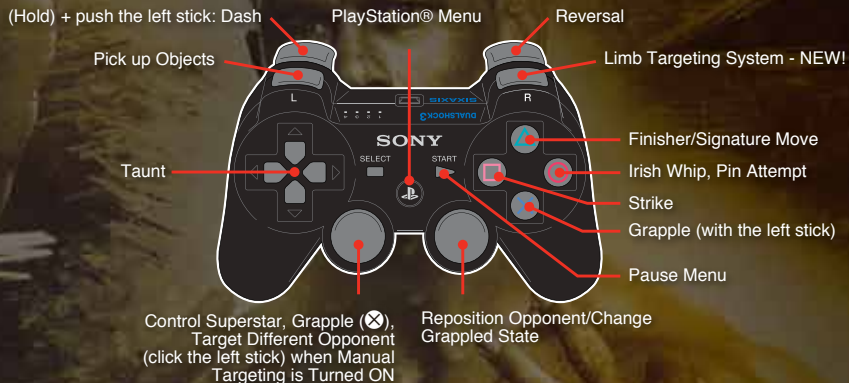 (Hold) + push the left stick: Dash
PlayStation® Menu
Reversal
Pick up Objects
Limb Targeting System - NEW!
L
R
SIXAXIS
DUALSHOCK3
SONY
SELECT
START
Finisher/Signature Move
Taunt
Irish Whip, Pin Attempt
Strike
Grapple (with the left stick)
Pause Menu
Control Superstar, Grapple (⊗),
Target Different Opponent
(click the left stick) when Manual
Targeting is Turned ON
Reposition Opponent/Change
Grappled State